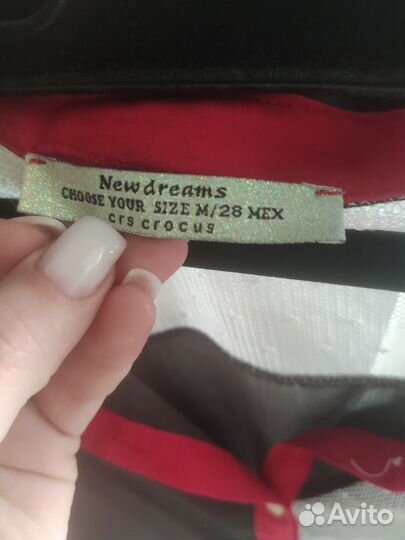 Newdreams
CHOOSE YOUR SIZE M/28 MEX
crs crocus
Avito